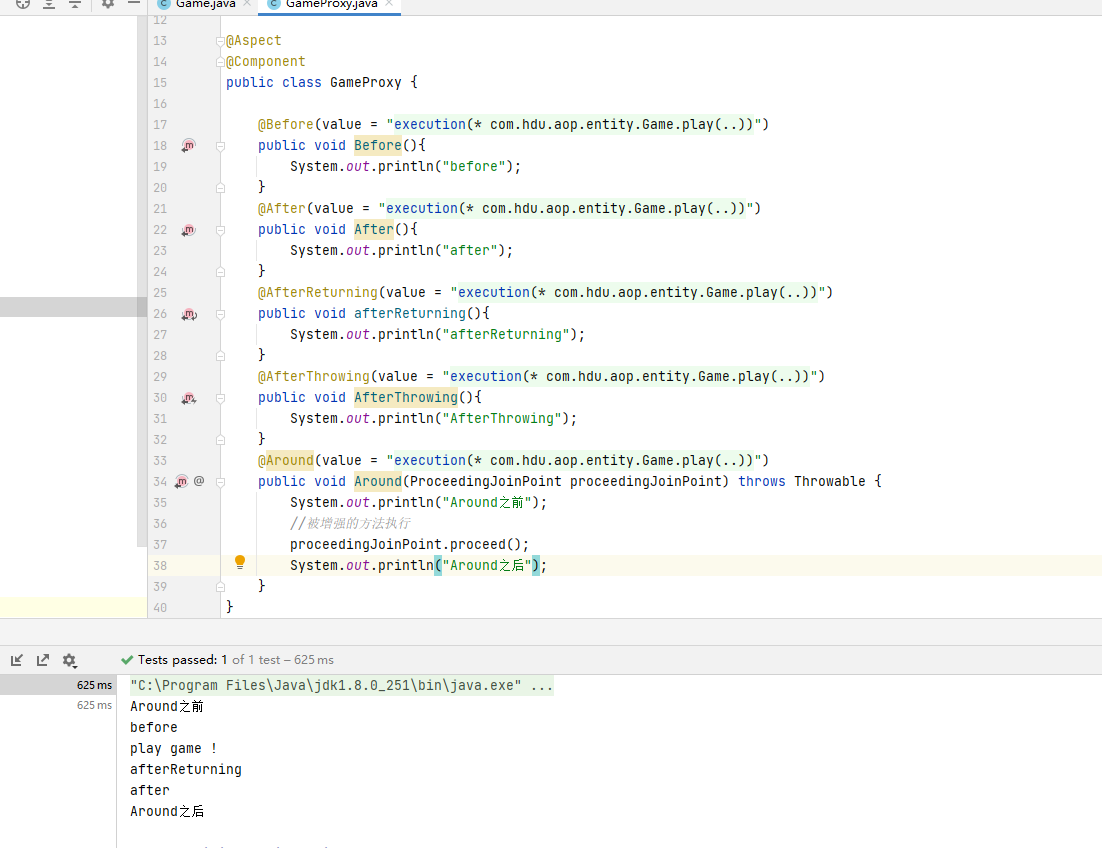 Game.java × GameProxy.java ×
12
13 @Aspect
14 @Component
15 public class GameProxy {
16
17 @Before(value = "execution(* com.hdu.aop.entity.Game.play(..))")
18 public void Before(){
19 System.out.println("before");
20 }
21 @After(value = "execution(* com.hdu.aop.entity.Game.play(..))")
22 public void After(){
23 System.out.println("after");
24 }
25 @AfterReturning(value = "execution(* com.hdu.aop.entity.Game.play(..))")
26 public void afterReturning(){
27 System.out.println("afterReturning");
28 }
29 @AfterThrowing(value = "execution(* com.hdu.aop.entity.Game.play(..))")
30 public void AfterThrowing(){
31 System.out.println("AfterThrowing");
32 }
33 @Around(value = "execution(* com.hdu.aop.entity.Game.play(..))")
34 public void Around(ProceedingJoinPoint proceedingJoinPoint) throws Throwable {
35 System.out.println("Around之前");
36 //被增强的方法执行
37 proceedingJoinPoint.proceed();
38 System.out.println("Around之后");
39 }
40 }
Tests passed: 1 of 1 test – 625 ms
625 ms "C:\Program Files\Java\jdk1.8.0_251\bin\java.exe" ...
625 ms Around之前
before
play game !
afterReturning
after
Around之后